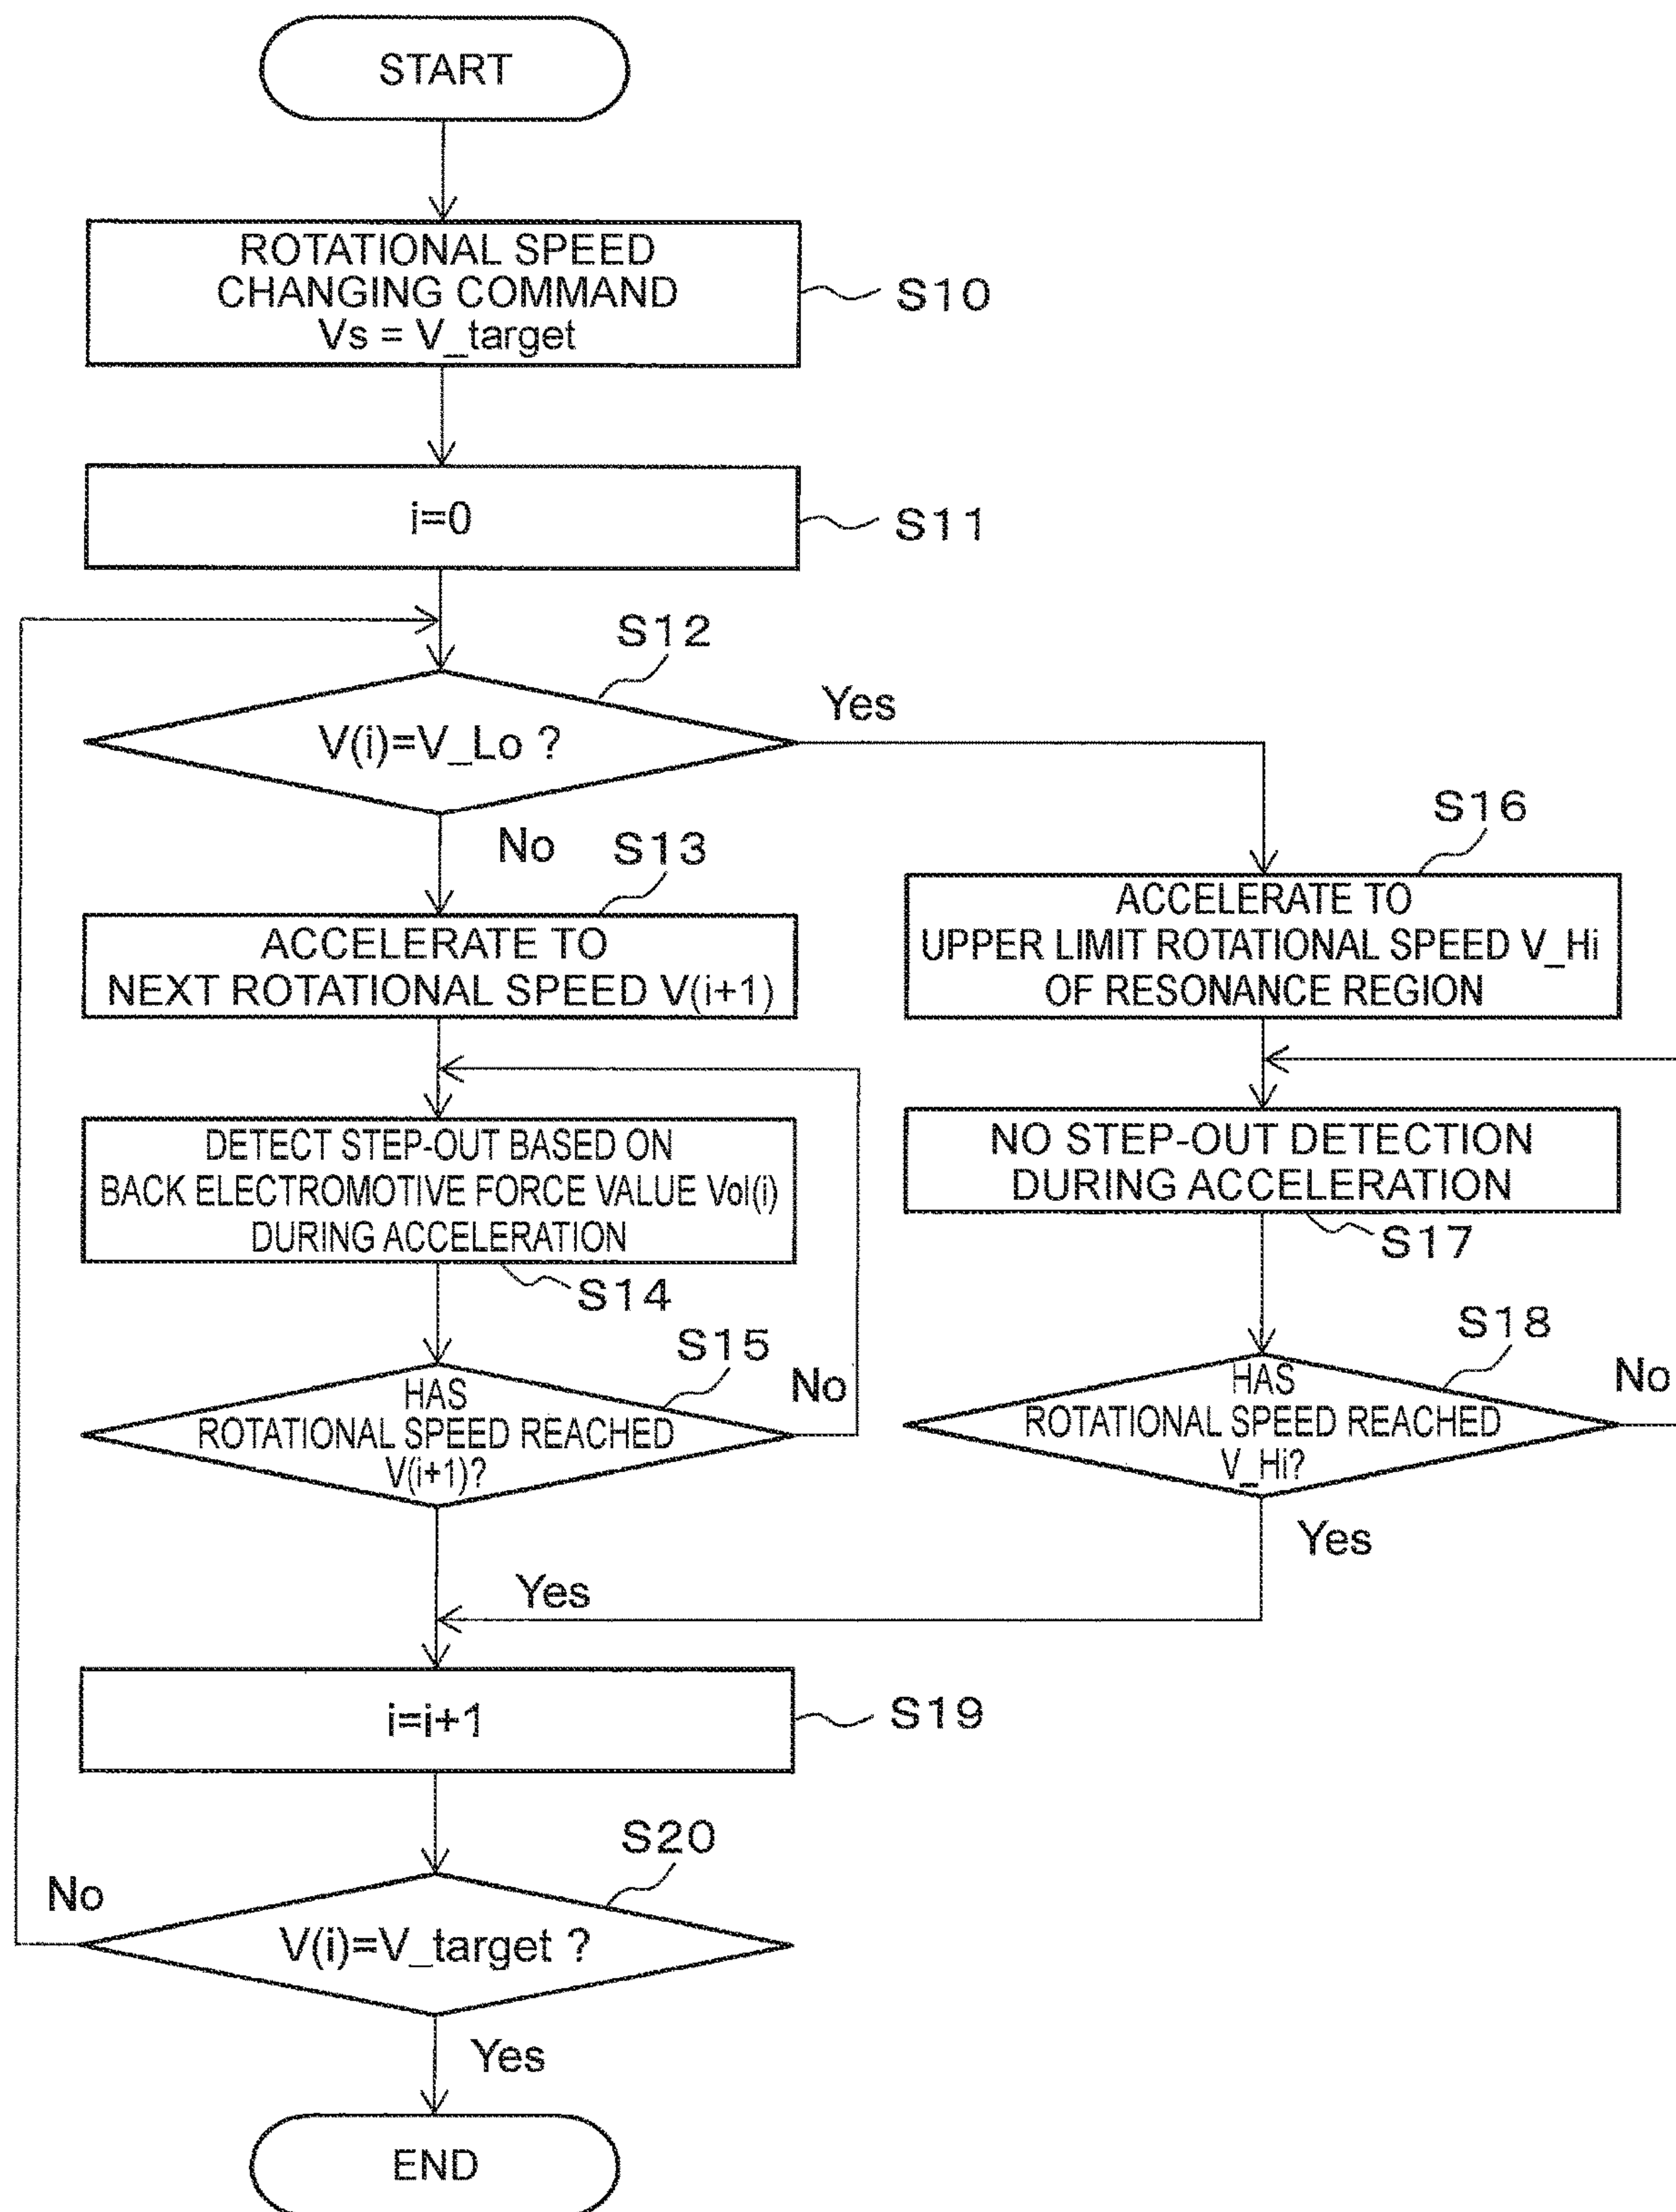 START
ROTATIONAL SPEED
CHANGING COMMAND
Vs = V_target
S10
i=0
S11
S12
V(i)=V_Lo ?
Yes
No
S13
ACCELERATE TO
NEXT ROTATIONAL SPEED V(i+1)
S16
ACCELERATE TO
UPPER LIMIT ROTATIONAL SPEED V_Hi
OF RESONANCE REGION
DETECT STEP-OUT BASED ON
BACK ELECTROMOTIVE FORCE VALUE Vol(i)
DURING ACCELERATION
S14
NO STEP-OUT DETECTION
DURING ACCELERATION
S17
S15
HAS
ROTATIONAL SPEED REACHED
V(i+1)?
No
Yes
S18
HAS
ROTATIONAL SPEED REACHED
V_Hi?
No
Yes
i=i+1
S19
S20
V(i)=V_target ?
No
Yes
END